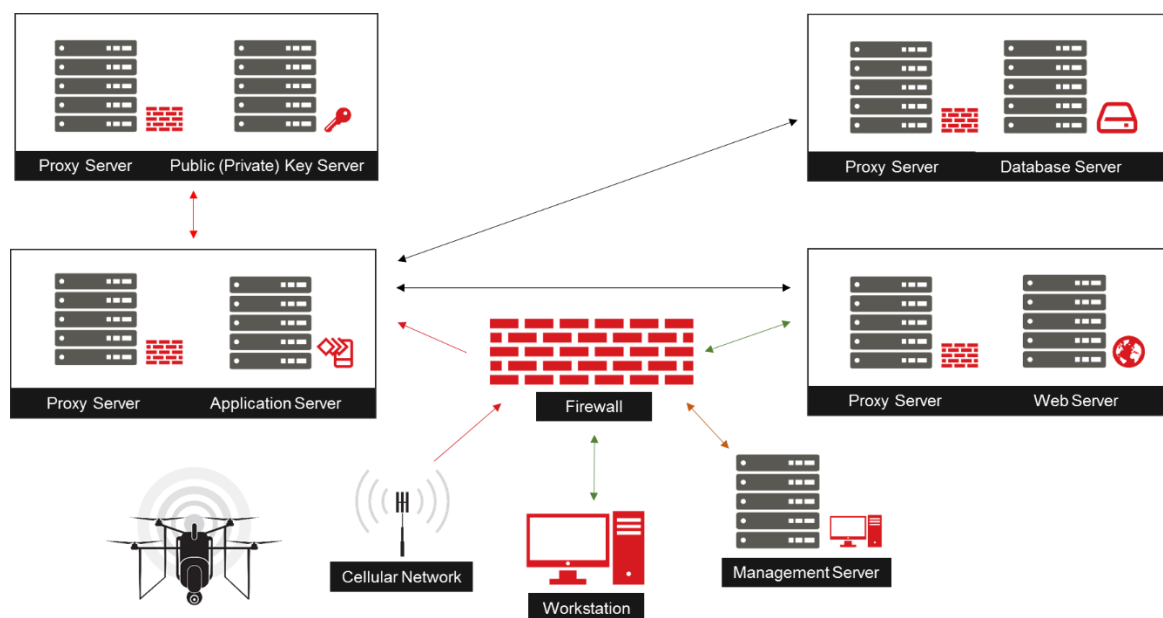 Proxy Server
Public (Private) Key Server
Proxy Server
Database Server
Proxy Server
Application Server
Proxy Server
Web Server
Firewall
Cellular Network
Workstation
Management Server